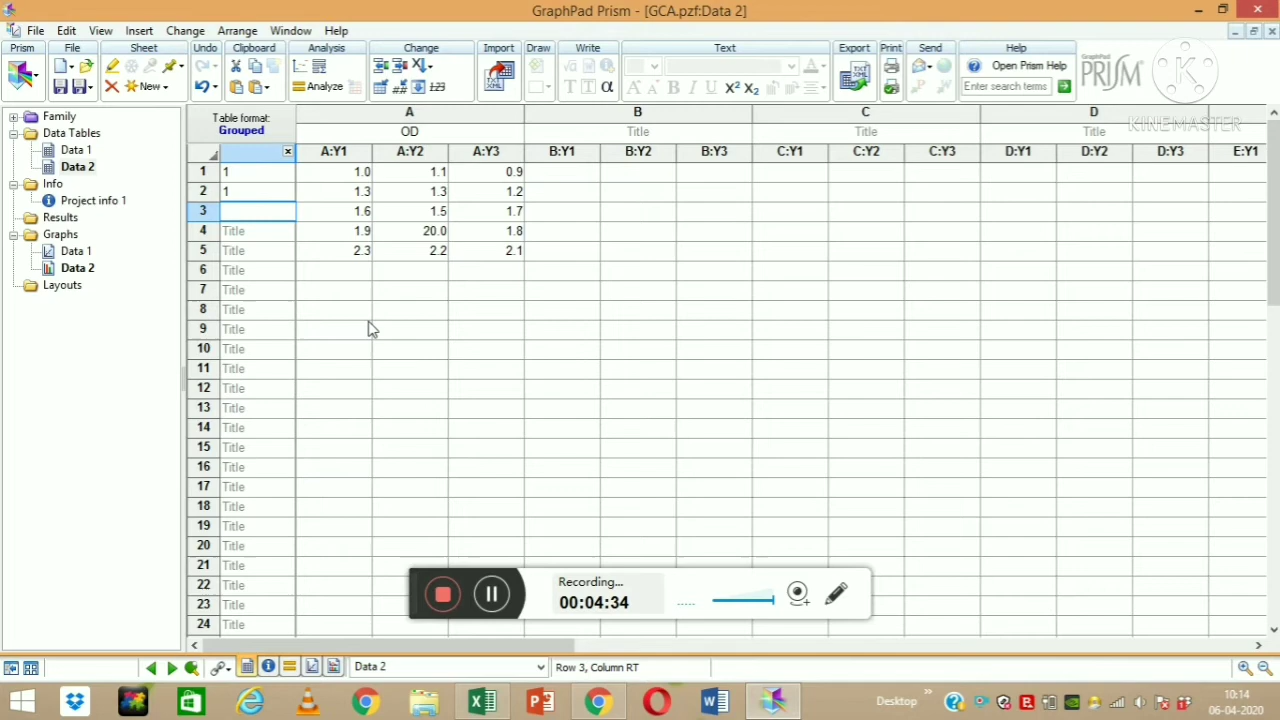 GraphPad Prism - [GCA.pzf:Data 2]
File Edit View Insert Change Arrange Window Help
Prism File Sheet Undo Clipboard Analysis Change Import Draw Write Text Export Print Send Help
Open Prism Help
New Analyze Enter search terms
GraphPad PRISM
K
KINEMASTER
Family
Data Tables
Data 1
Data 2
Info
Project info 1
Results
Graphs
Data 1
Data 2
Layouts
Table format: A B C D
Grouped OD Title Title Title
A:Y1 A:Y2 A:Y3 B:Y1 B:Y2 B:Y3 C:Y1 C:Y2 C:Y3 D:Y1 D:Y2 D:Y3 E:Y1
1 1 1.0 1.1 0.9
2 1 1.3 1.3 1.2
3 1.6 1.5 1.7
4 Title 1.9 20.0 1.8
5 Title 2.3 2.2 2.1
6 Title
7 Title
8 Title
9 Title
10 Title
11 Title
12 Title
13 Title
14 Title
15 Title
16 Title
17 Title
18 Title
19 Title
20 Title
21 Title
22 Title
23 Title
24 Title
Recording...
00:04:34
Data 2 Row 3, Column RT
Desktop
10:14
06-04-2020